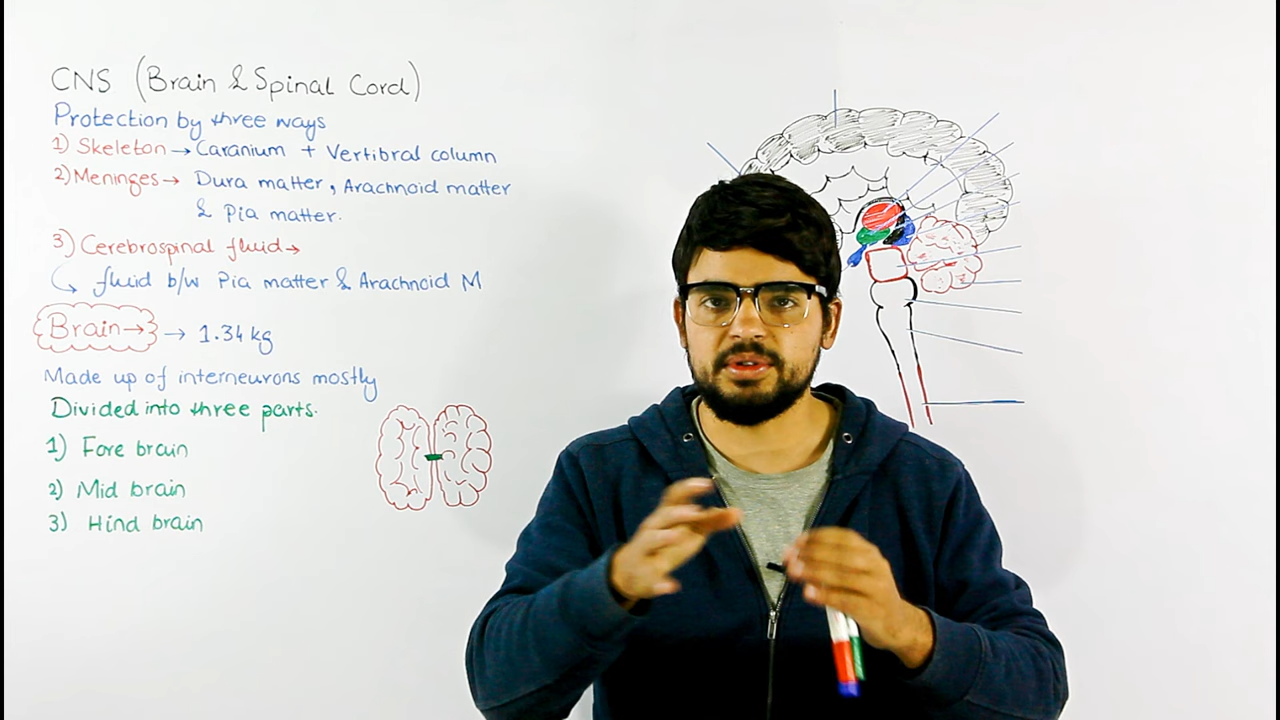 CNS (Brain & Spinal Cord)
Protection by three ways
1) Skeleton → Caranium + Vertibral column
2) Meninges → Dura matter, Arachnoid matter
& Pia matter.
3) Cerebrospinal fluid →
fluid b/w Pia matter & Arachnoid M
Brain → → 1.34 kg
Made up of interneurons mostly
Divided into three parts.
1) Fore brain
2) Mid brain
3) Hind brain